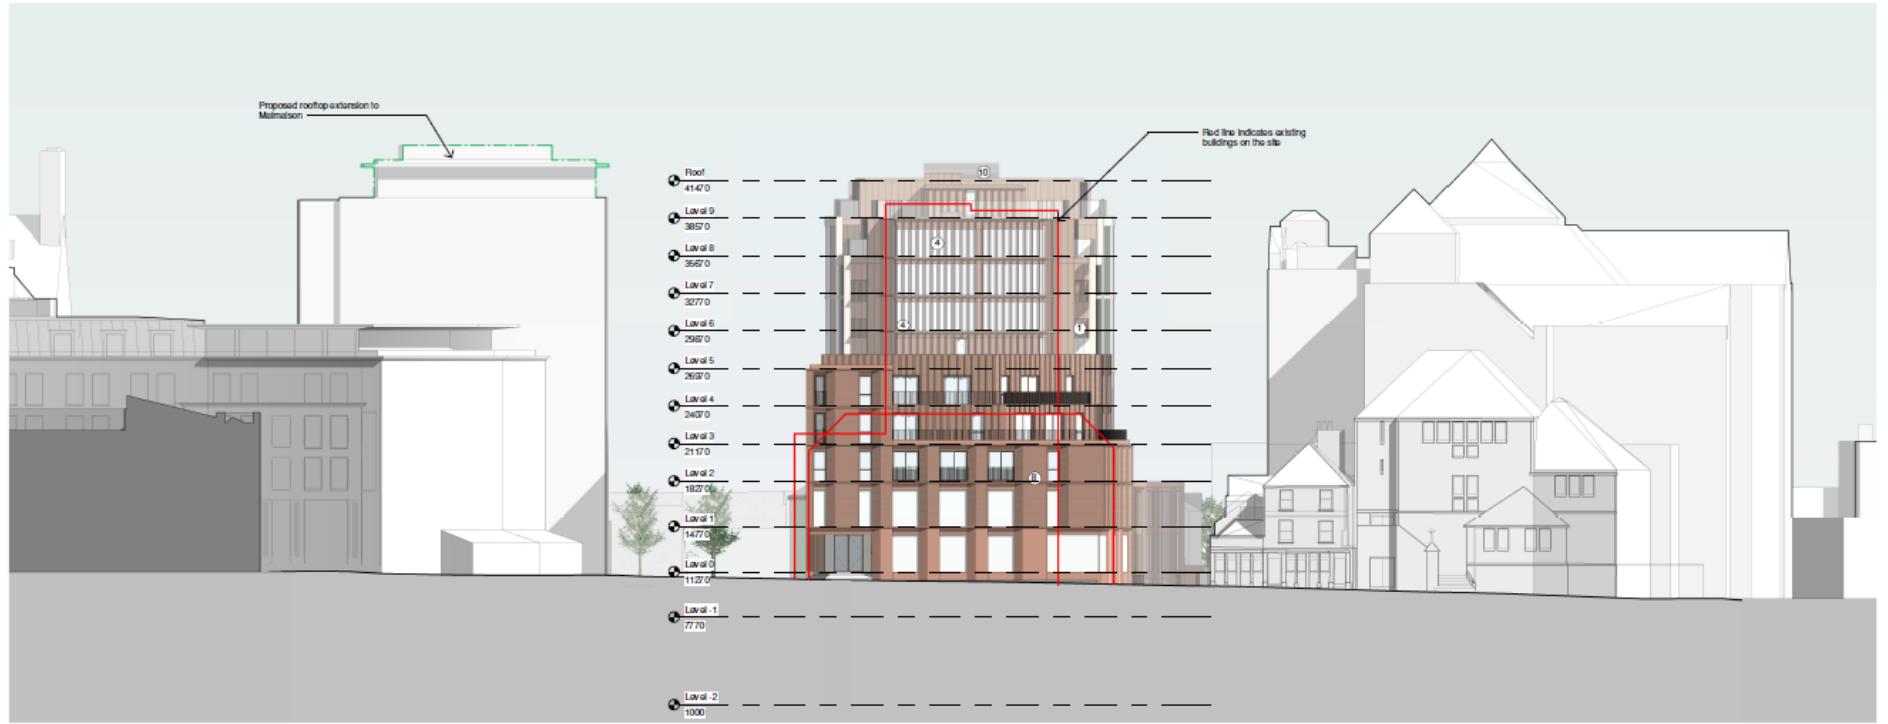 Proposed rooftop extension to
Malmaison
Red line indicates existing
buildings on the site
Roof
41470
Level 9
38570
Level 8
35670
Level 7
32770
Level 6
29870
Level 5
26970
Level 4
24070
Level 3
21170
Level 2
18270
Level 1
14770
Level 0
11270
Level -1
7770
Level -2
1000
10
4
4
1
8